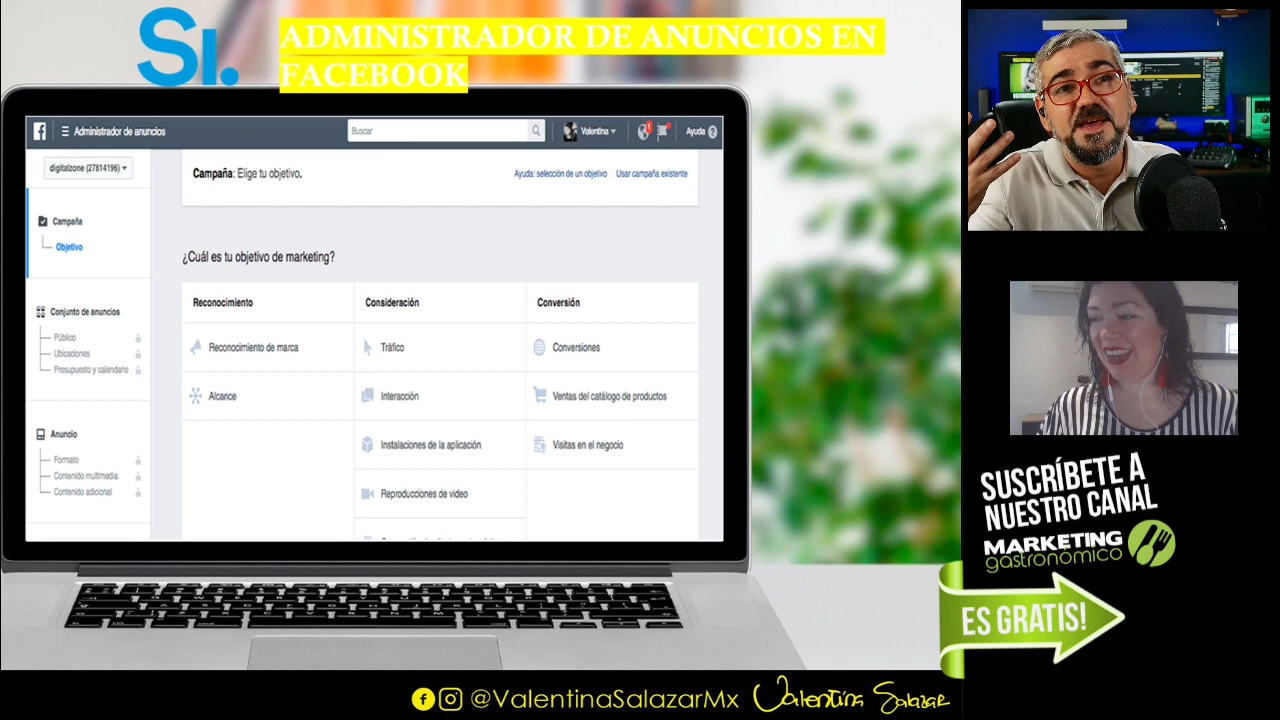 SI.
ADMINISTRADOR DE ANUNCIOS EN
FACEBOOK
f
Administrador de anuncios
Buscar
Valentina
1
Ayuda ?
digitalzone (27814196)
Campaña
Objetivo
Conjunto de anuncios
Público
Ubicaciones
Presupuesto y calendario
Anuncio
Formato
Contenido multimedia
Contenido adicional
Campaña: Elige tu objetivo.
Ayuda: selección de un objetivo
Usar campaña existente
¿Cuál es tu objetivo de marketing?
Reconocimiento
Consideración
Conversión
Reconocimiento de marca
Tráfico
Conversiones
Alcance
Interacción
Ventas del catálogo de productos
Instalaciones de la aplicación
Visitas en el negocio
Reproducciones de video
SUSCRÍBETE A
NUESTRO CANAL
MARKETING
gastronómico
ES GRATIS!
f @ValentinaSalazarMx Valentina Salazar